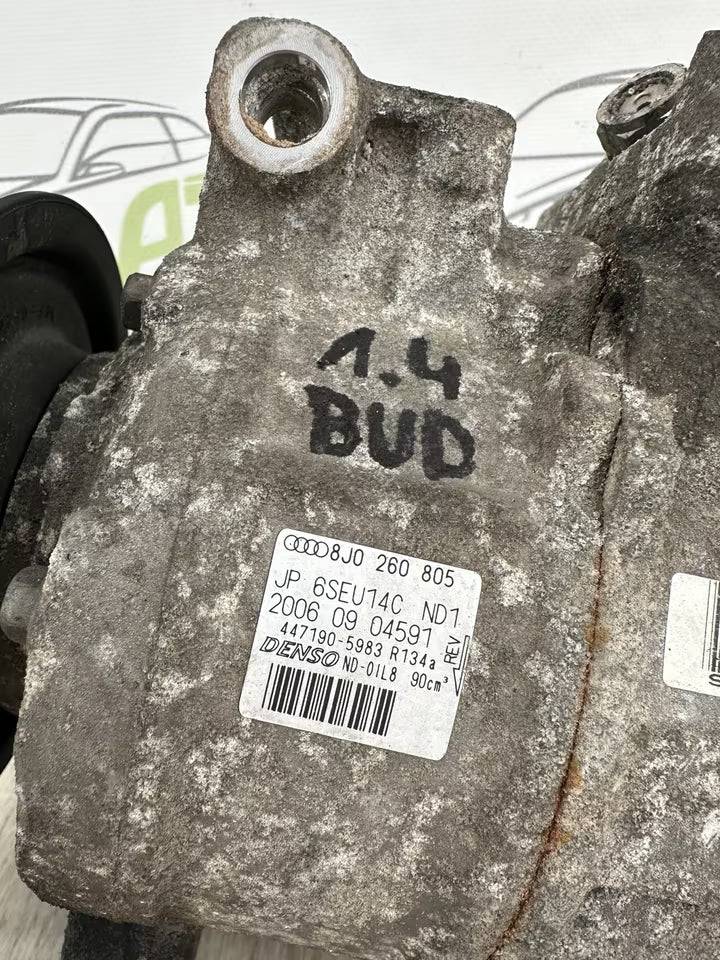 1.4
BUD
8J0 260 805
JP 6SEU14C ND1
2006 09 04591
447190-5983 R134a
DENSO ND-OIL8 90cm³
REV